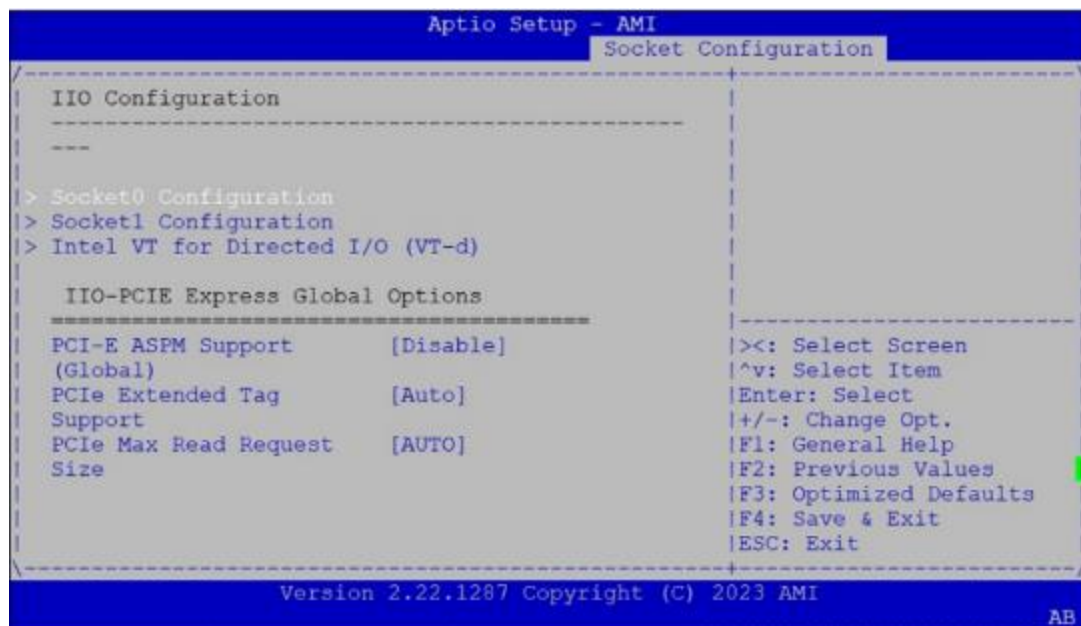 Aptio Setup - AMI
Socket Configuration
IIO Configuration
> Socket0 Configuration
> Socket1 Configuration
> Intel VT for Directed I/O (VT-d)
IIO-PCIE Express Global Options
PCI-E ASPM Support [Disable]
(Global)
PCIe Extended Tag [Auto]
Support
PCIe Max Read Request [AUTO]
Size
><: Select Screen
^v: Select Item
Enter: Select
+/-: Change Opt.
F1: General Help
F2: Previous Values
F3: Optimized Defaults
F4: Save & Exit
ESC: Exit
Version 2.22.1287 Copyright (C) 2023 AMI
AB